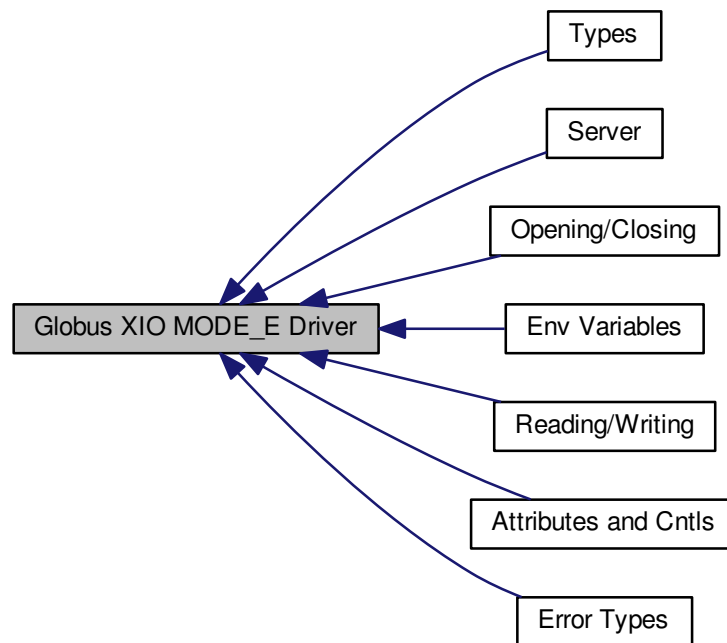 Types
Server
Opening/Closing
Globus XIO MODE_E Driver
Env Variables
Reading/Writing
Attributes and Cntls
Error Types